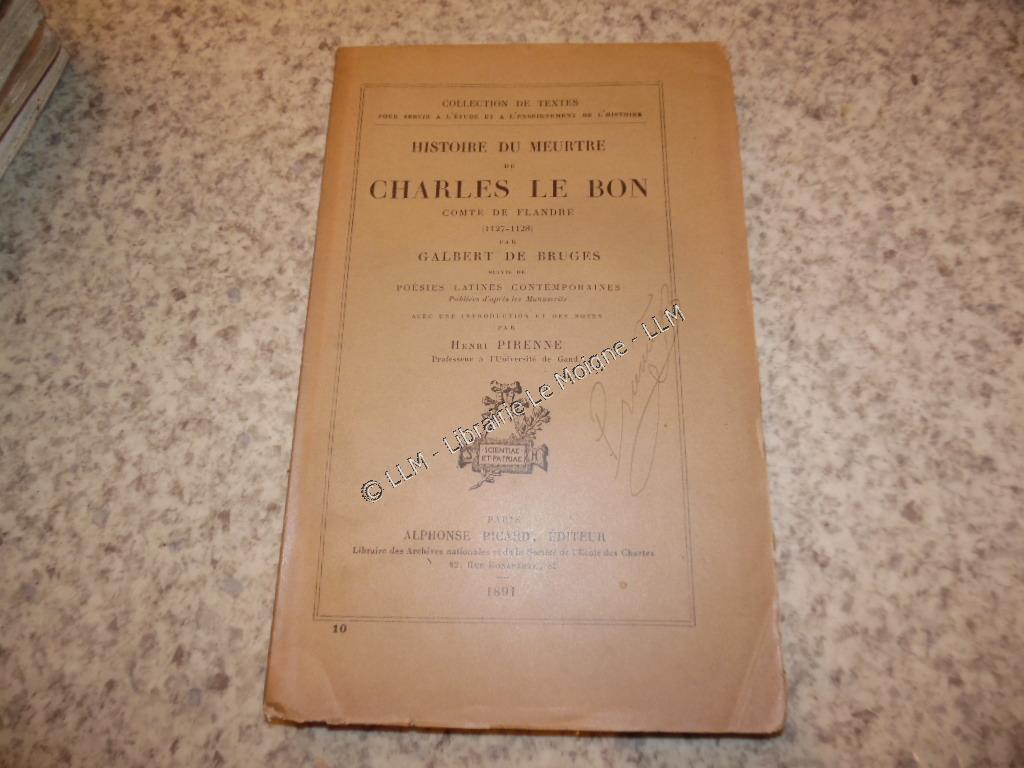 COLLECTION DE TEXTES
POUR SERVIR A L'ÉTUDE ET A L'ENSEIGNEMENT DE L'HISTOIRE
HISTOIRE DU MEURTRE
DE
CHARLES LE BON
COMTE DE FLANDRE
(1127-1128)
PAR
GALBERT DE BRUGES
SUIVIE DE
POÉSIES LATINES CONTEMPORAINES
Publiées d'après les Manuscrits
AVEC UNE INTRODUCTION ET DES NOTES
PAR
HENRI PIRENNE
Professeur à l'Université de Gand
SCIENTIAE
ET PATRIAE
© LLM - Librairie Le Moigne - LLM
PARIS
ALPHONSE PICARD, ÉDITEUR
Libraire des Archives nationales et de la Société de l'École des Chartes
82, RUE BONAPARTE, 82
1891
10